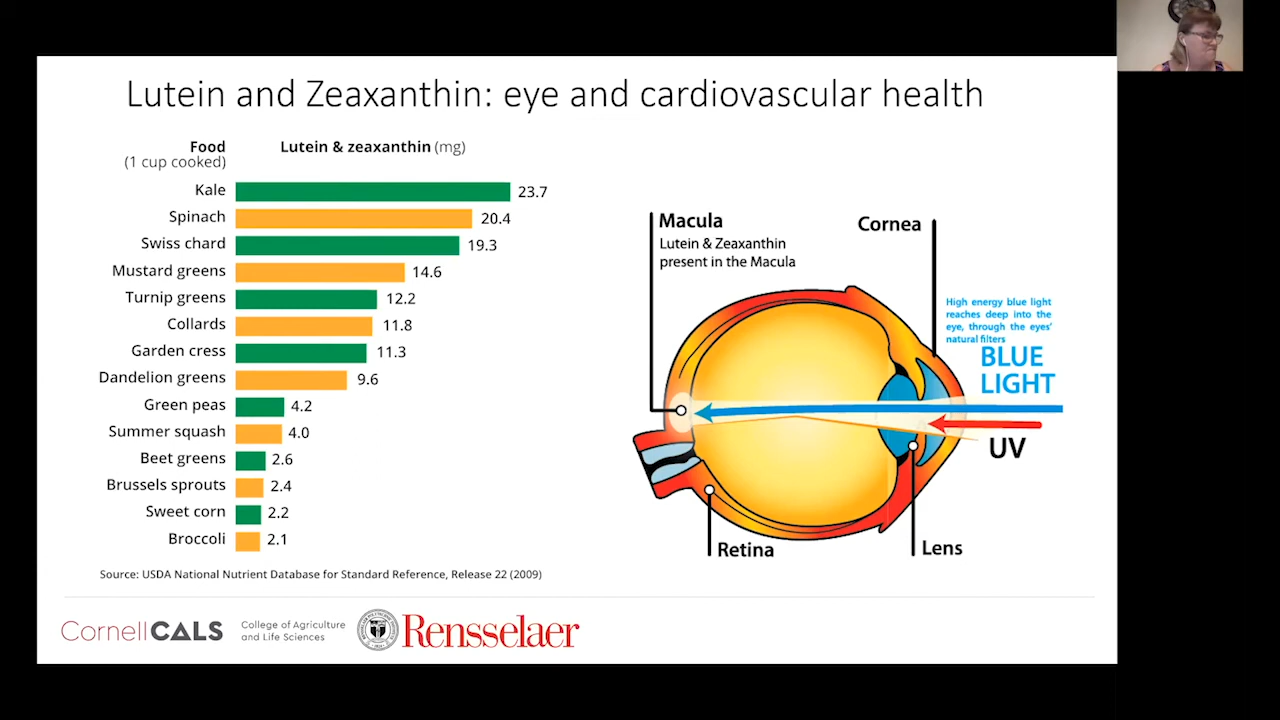 Lutein and Zeaxanthin: eye and cardiovascular health
Food
(1 cup cooked)
Lutein & zeaxanthin (mg)
Kale 23.7
Spinach 20.4
Swiss chard 19.3
Mustard greens 14.6
Turnip greens 12.2
Collards 11.8
Garden cress 11.3
Dandelion greens 9.6
Green peas 4.2
Summer squash 4.0
Beet greens 2.6
Brussels sprouts 2.4
Sweet corn 2.2
Broccoli 2.1
Source: USDA National Nutrient Database for Standard Reference, Release 22 (2009)
Macula
Lutein & Zeaxanthin
present in the Macula
Cornea
High energy blue light
reaches deep into the
eye, through the eyes'
natural filters
BLUE
LIGHT
UV
Retina
Lens
CornellCALS
College of Agriculture
and Life Sciences
Rensselaer